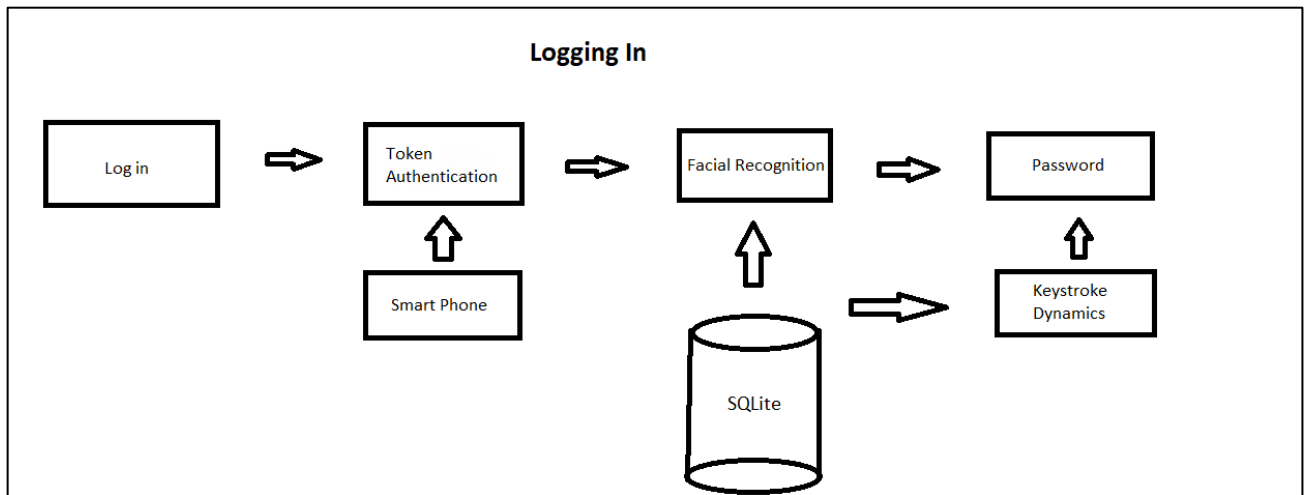 Logging In
Log in
Token
Authentication
Facial Recognition
Password
Smart Phone
Keystroke
Dynamics
SQLite